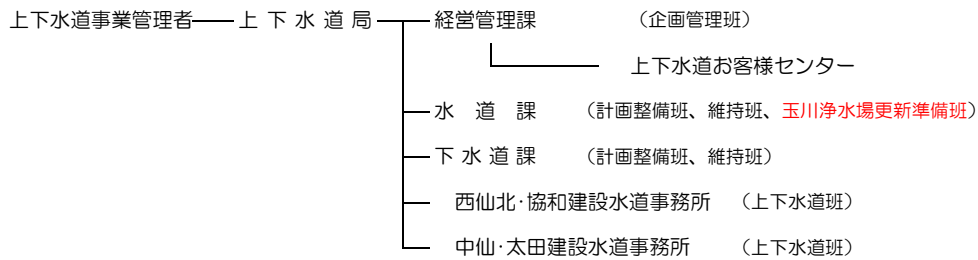 上下水道事業管理者 上下水道局 経営管理課 (企画管理班)
上下水道お客様センター
水道課 (計画整備班、維持班、玉川浄水場更新準備班)
下水道課 (計画整備班、維持班)
西仙北・協和建設水道事務所 (上下水道班)
中仙・太田建設水道事務所 (上下水道班)